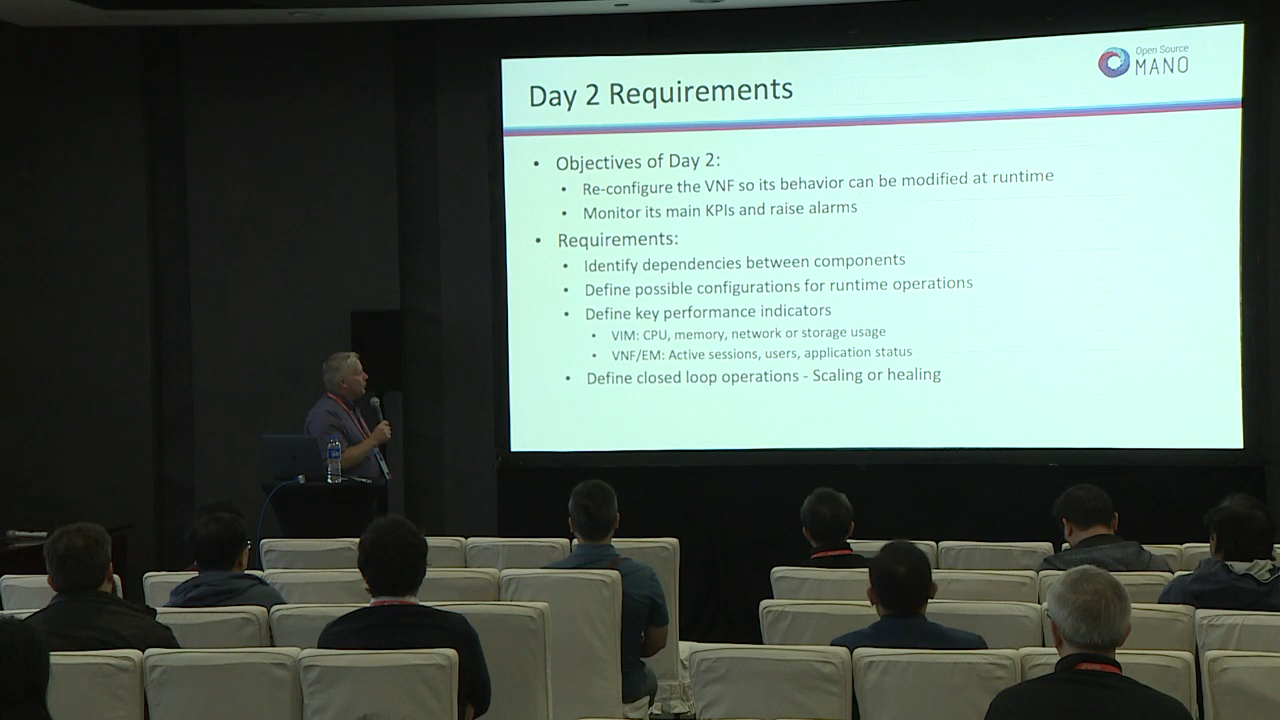 Open Source
MANO
Day 2 Requirements
• Objectives of Day 2:
• Re-configure the VNF so its behavior can be modified at runtime
• Monitor its main KPIs and raise alarms
• Requirements:
• Identify dependencies between components
• Define possible configurations for runtime operations
• Define key performance indicators
• VIM: CPU, memory, network or storage usage
• VNF/EM: Active sessions, users, application status
• Define closed loop operations - Scaling or healing